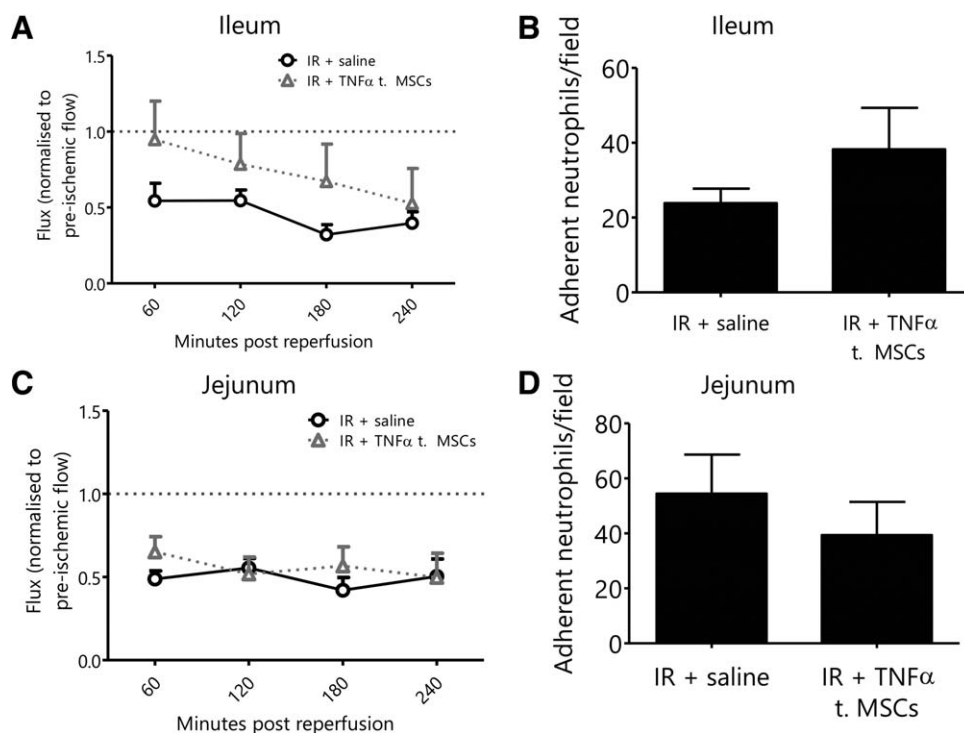 A
Ileum
IR + saline
IR + TNFα t. MSCs
Flux (normalised to
pre-ischemic flow)
1.5
1.0
0.5
0.0
60
120
180
240
Minutes post reperfusion
B
Ileum
Adherent neutrophils/field
60
40
20
0
IR + saline
IR + TNFα
t. MSCs
C
Jejunum
IR + saline
IR + TNFα t. MSCs
Flux (normalised to
pre-ischemic flow)
1.5
1.0
0.5
0.0
60
120
180
240
Minutes post reperfusion
D
Jejunum
Adherent neutrophils/field
80
60
40
20
0
IR + saline
IR + TNFα
t. MSCs